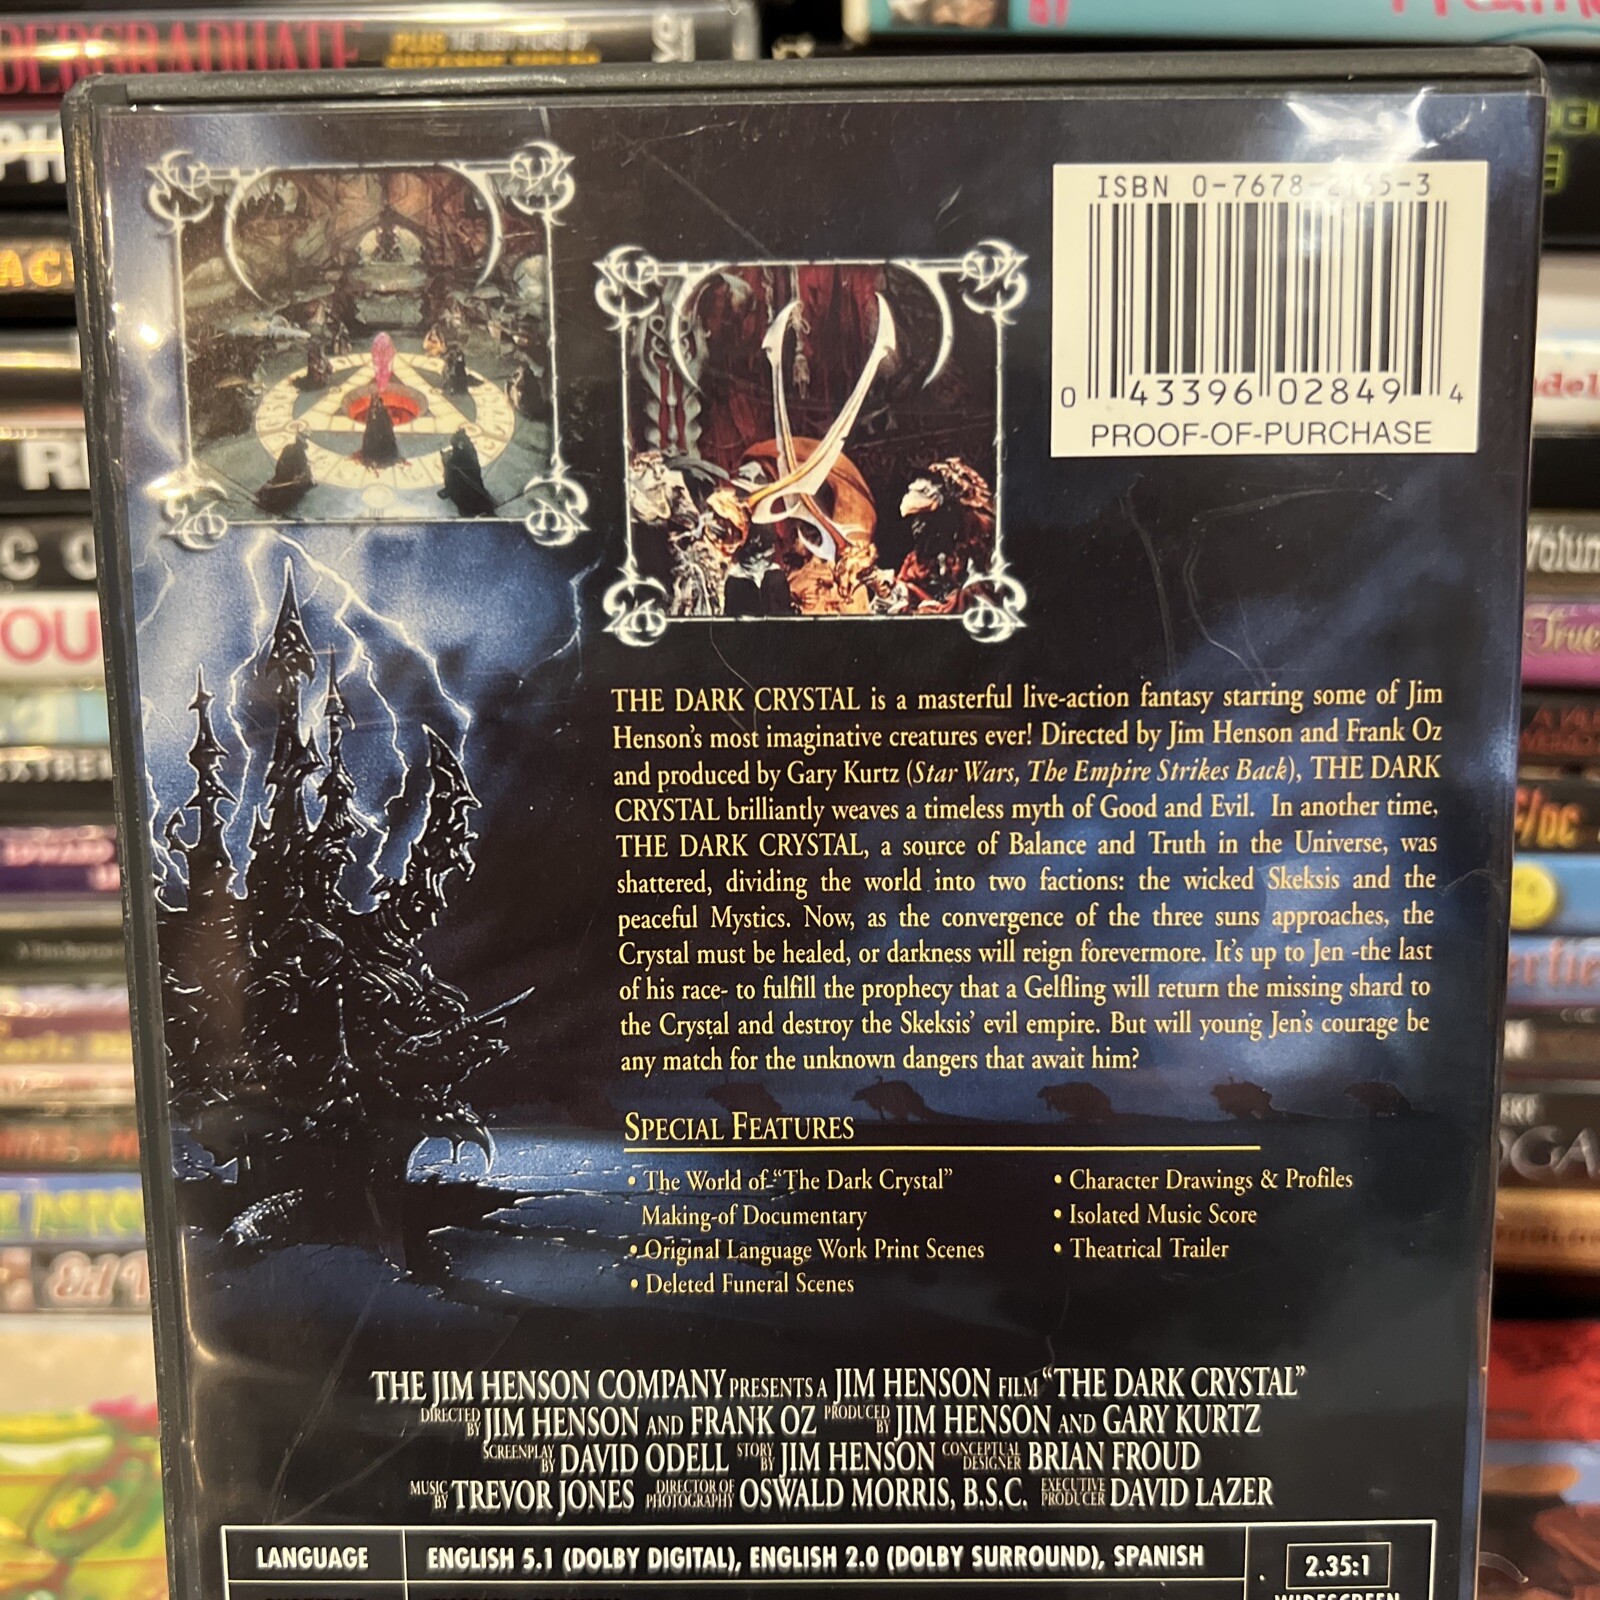 DERGRADUATE
PLUS
ISBN 0-7678-
5-3
0 43396 02849 4
PROOF-OF-PURCHASE
THE DARK CRYSTAL is a masterful live-action fantasy starring some of Jim
Henson's most imaginative creatures ever! Directed by Jim Henson and Frank Oz
and produced by Gary Kurtz (Star Wars, The Empire Strikes Back), THE DARK
CRYSTAL brilliantly weaves a timeless myth of Good and Evil. In another time,
THE DARK CRYSTAL, a source of Balance and Truth in the Universe, was
shattered, dividing the world into two factions: the wicked Skeksis and the
peaceful Mystics. Now, as the convergence of the three suns approaches, the
Crystal must be healed, or darkness will reign forevermore. It's up to Jen -the last
of his race- to fulfill the prophecy that a Gelfling will return the missing shard to
the Crystal and destroy the Skeksis' evil empire. But will young Jen's courage be
any match for the unknown dangers that await him?
SPECIAL FEATURES
• The World of "The Dark Crystal"
Making-of Documentary
• Original Language Work Print Scenes
• Deleted Funeral Scenes
• Character Drawings & Profiles
• Isolated Music Score
• Theatrical Trailer
THE JIM HENSON COMPANY PRESENTS A JIM HENSON FILM "THE DARK CRYSTAL"
DIRECTED BY JIM HENSON AND FRANK OZ PRODUCED BY JIM HENSON AND GARY KURTZ
SCREENPLAY BY DAVID ODELL STORY BY JIM HENSON CONCEPTUAL DESIGNER BRIAN FROUD
MUSIC BY TREVOR JONES DIRECTOR OF PHOTOGRAPHY OSWALD MORRIS, B.S.C. EXECUTIVE PRODUCER DAVID LAZER
LANGUAGE
ENGLISH 5.1 (DOLBY DIGITAL), ENGLISH 2.0 (DOLBY SURROUND), SPANISH
2.35:1
WIDESCREEN
PH
AC
R
C O
YOU
EXTREM
Volum
True
/DC